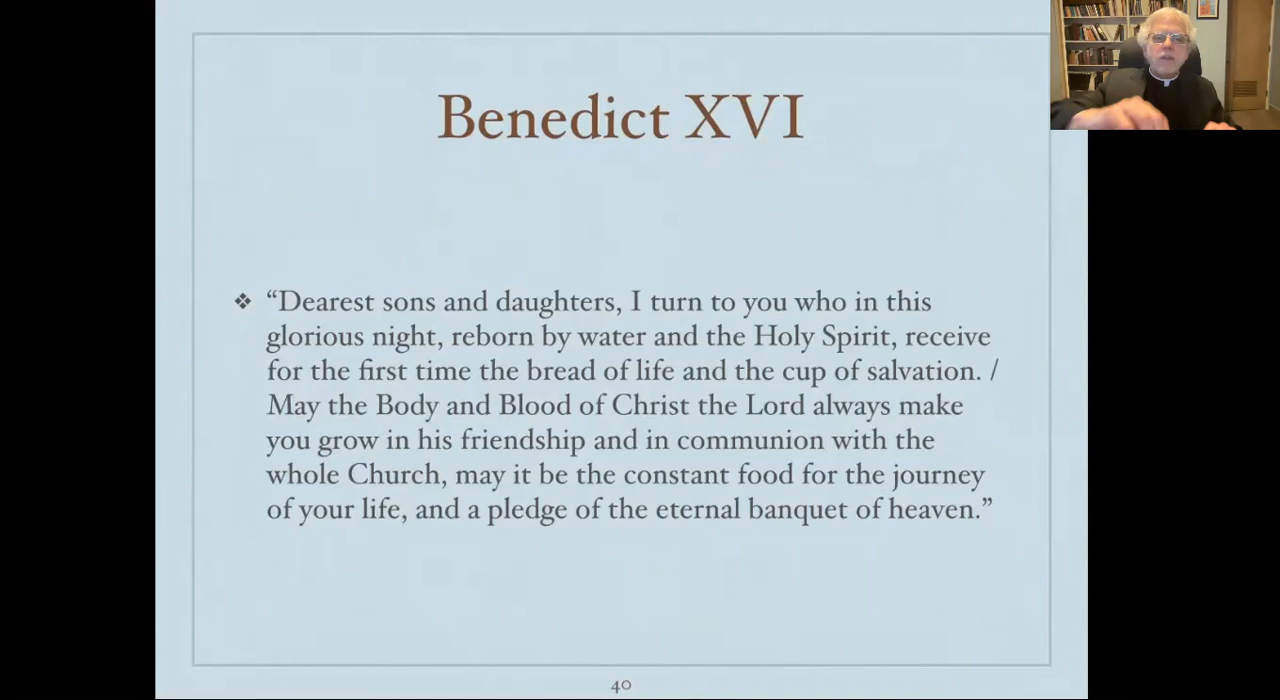 Benedict XVI
❖ “Dearest sons and daughters, I turn to you who in this
glorious night, reborn by water and the Holy Spirit, receive
for the first time the bread of life and the cup of salvation. /
May the Body and Blood of Christ the Lord always make
you grow in his friendship and in communion with the
whole Church, may it be the constant food for the journey
of your life, and a pledge of the eternal banquet of heaven.”
40